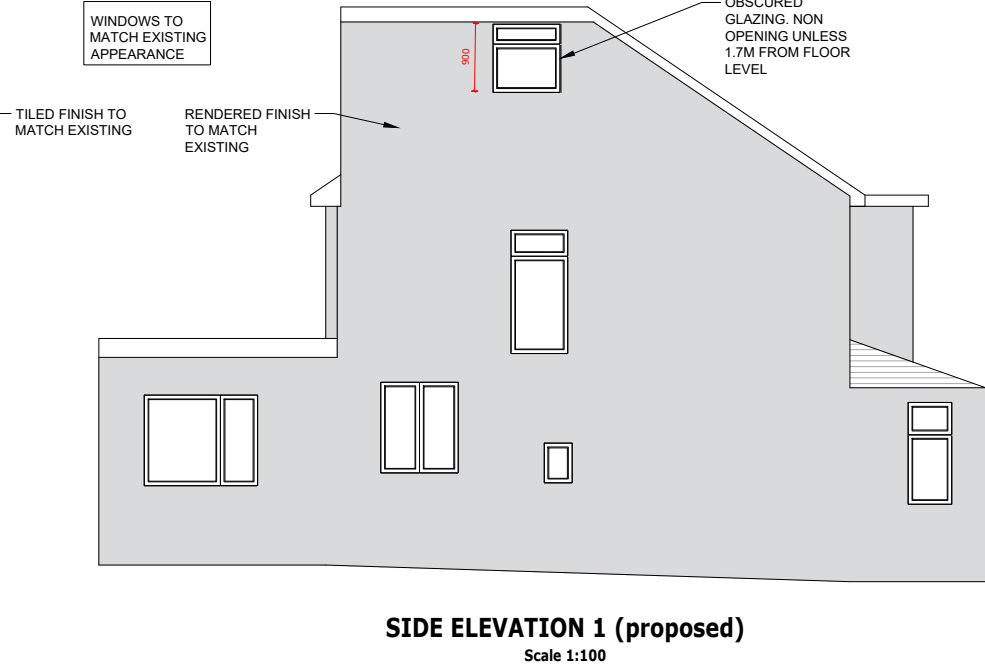 WINDOWS TO
MATCH EXISTING
APPEARANCE
OBSCURED
GLAZING. NON
OPENING UNLESS
1.7M FROM FLOOR
LEVEL
900
TILED FINISH TO
MATCH EXISTING
RENDERED FINISH
TO MATCH
EXISTING
SIDE ELEVATION 1 (proposed)
Scale 1:100